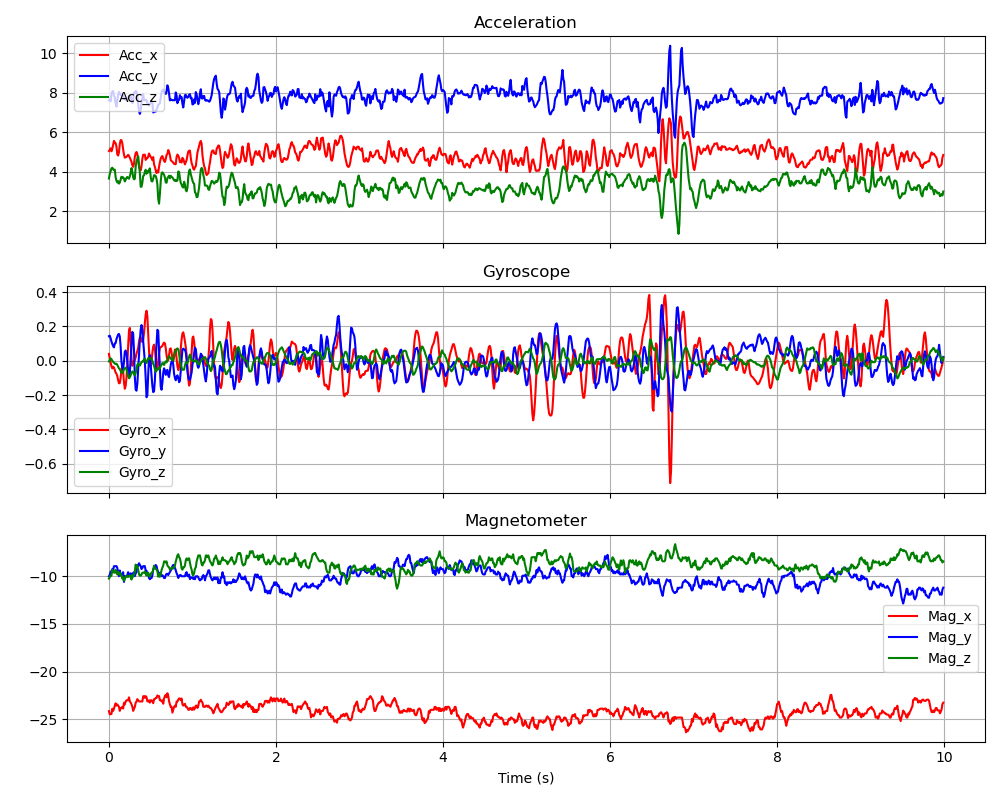 Acceleration
10
8
6
4
2
Acc_x
Acc_y
Acc_z
Gyroscope
0.4
0.2
0.0
−0.2
−0.4
−0.6
Gyro_x
Gyro_y
Gyro_z
Magnetometer
−10
−15
−20
−25
Mag_x
Mag_y
Mag_z
0 2 4 6 8 10
Time (s)